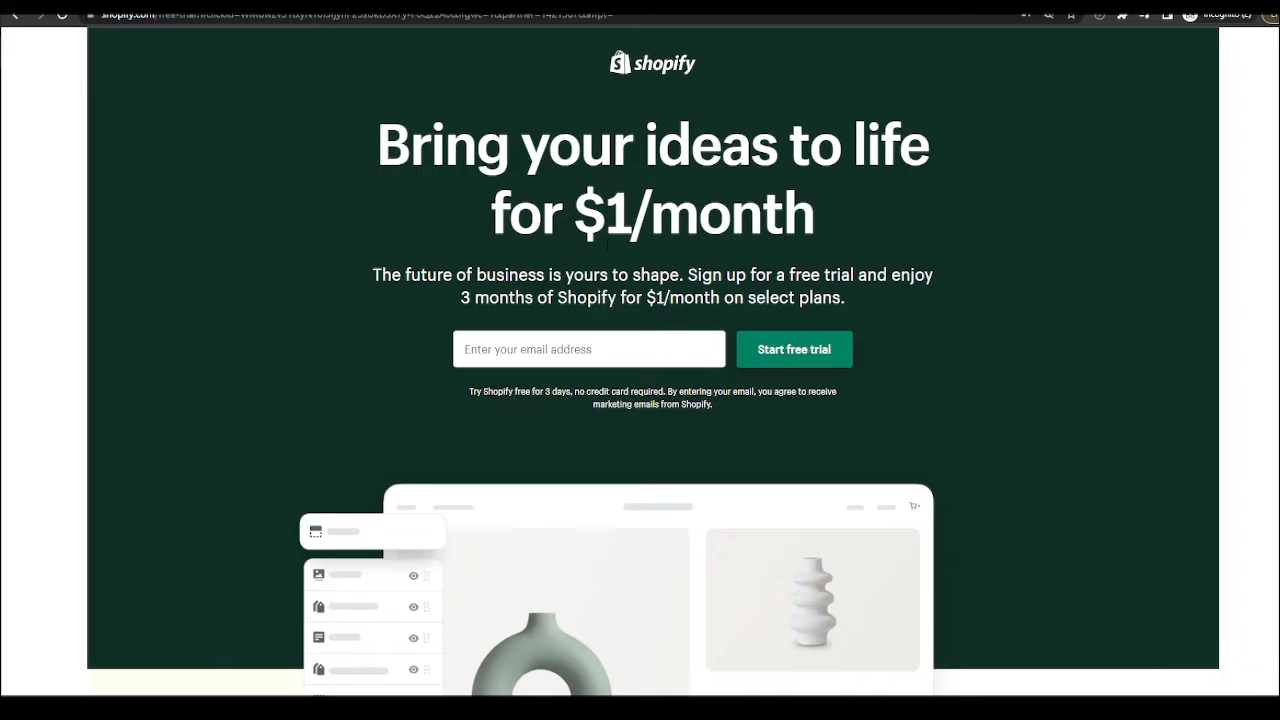 shopify
Bring your ideas to life
for $1/month
The future of business is yours to shape. Sign up for a free trial and enjoy
3 months of Shopify for $1/month on select plans.
Enter your email address
Start free trial
Try Shopify free for 3 days, no credit card required. By entering your email, you agree to receive
marketing emails from Shopify.